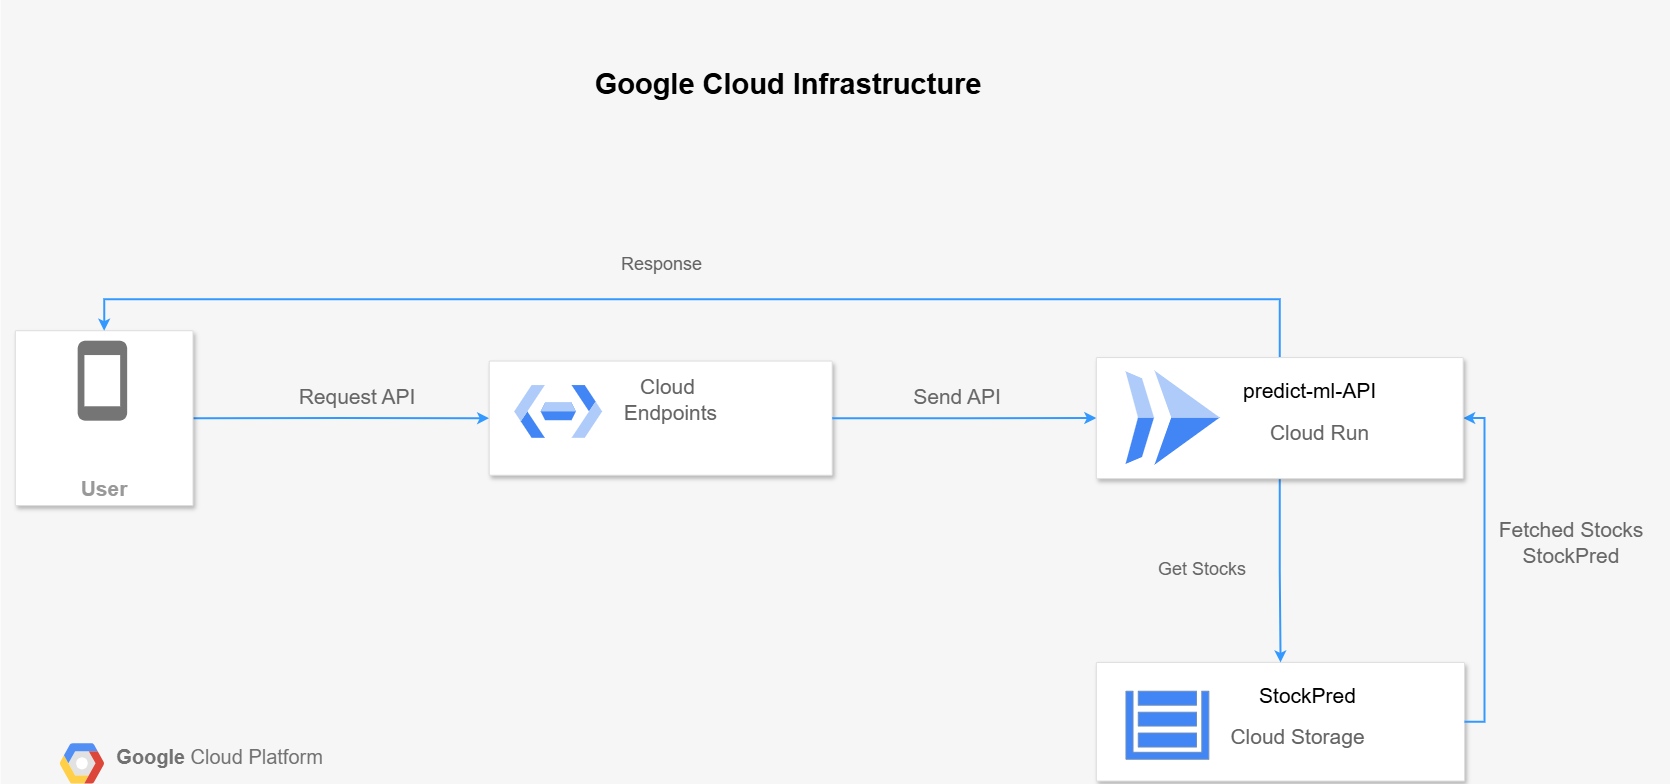 Google Cloud Infrastructure
Response
Request API
Cloud
Endpoints
Send API
predict-ml-API
Cloud Run
User
Fetched Stocks
StockPred
Get Stocks
StockPred
Cloud Storage
Google Cloud Platform